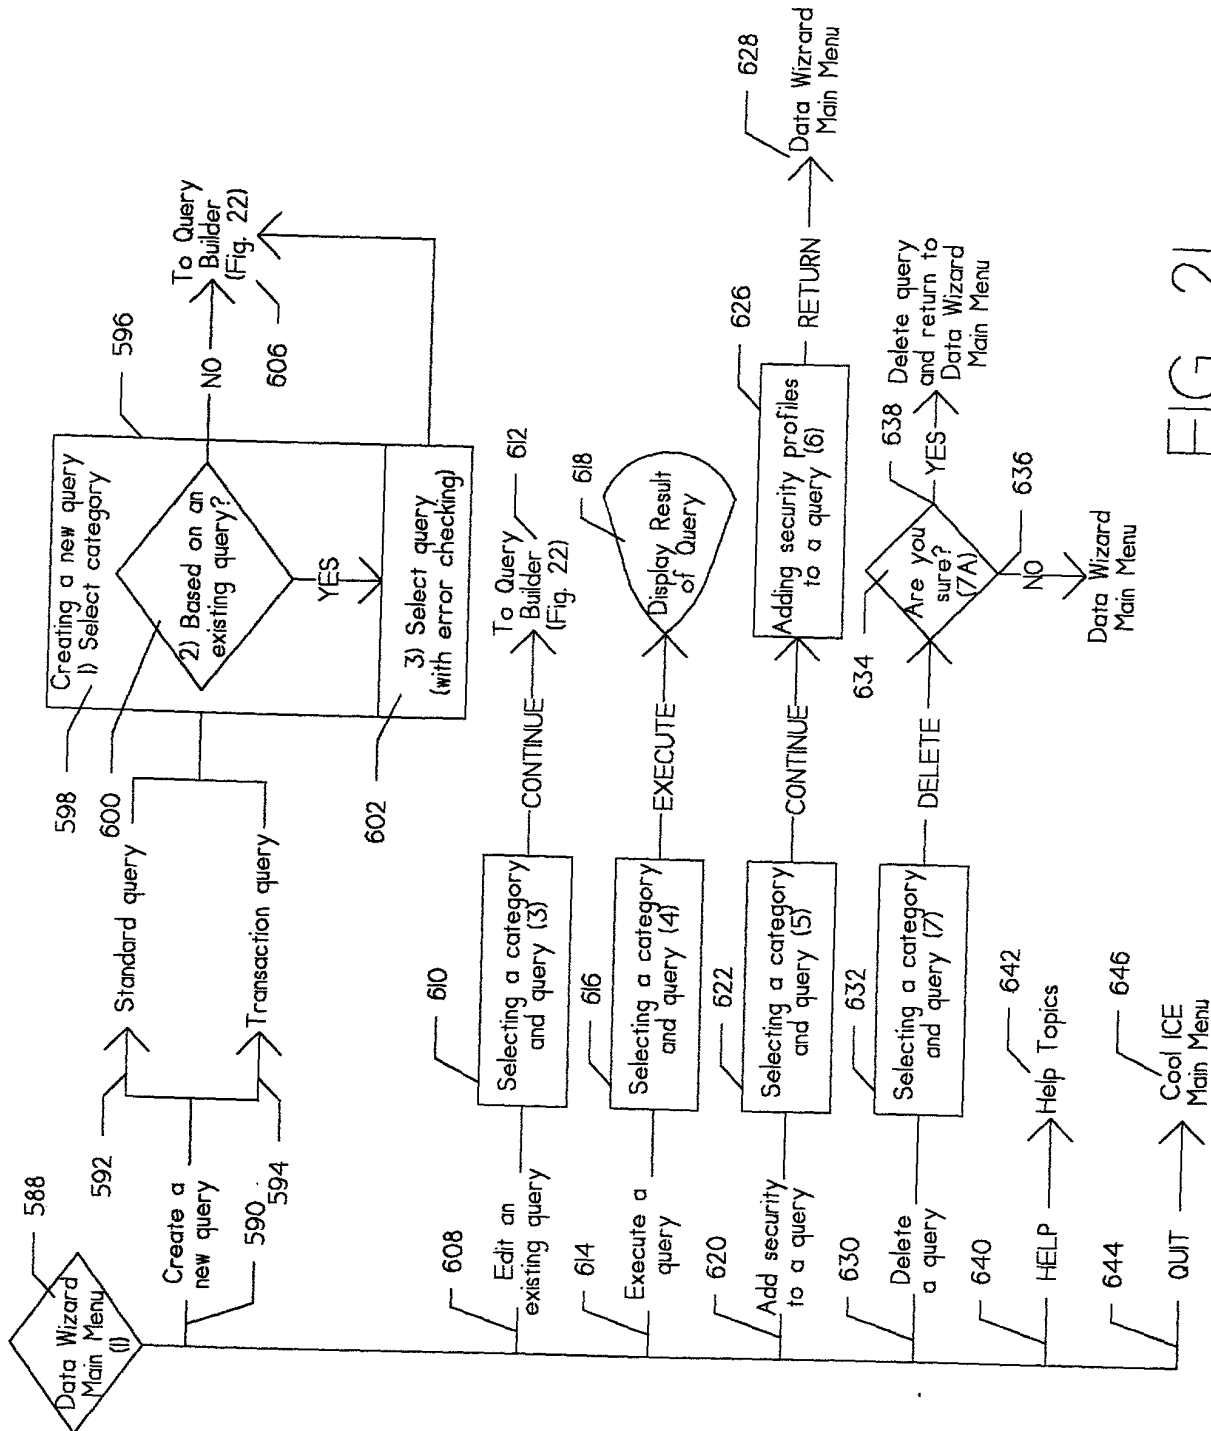 588
Data Wizard
Main Menu
(1)
Create a
new query
590
592
Standard query
594
Transaction query
598
Creating a new query
1) Select category
596
600
2) Based on an
existing query?
NO
To Query
Builder
(Fig. 22)
606
YES
602
3) Select query
(with error checking)
608
Edit an
existing query
610
Selecting a category
and query (3)
CONTINUE
To Query
Builder
(Fig. 22)
612
614
Execute a
query
616
Selecting a category
and query (4)
EXECUTE
Display Result
of Query
618
620
Add security
to a query
622
Selecting a category
and query (5)
CONTINUE
Adding security profiles
to a query (6)
626
RETURN
Data Wizrard
Main Menu
628
630
Delete
a query
632
Selecting a category
and query (7)
DELETE
634
Are you
sure?
(7A)
638
YES
Delete query
and return to
Data Wizard
Main Menu
636
NO
Data Wizard
Main Menu
640
HELP
Help Topics
642
644
QUIT
Cool ICE
Main Menu
646
FIG. 21